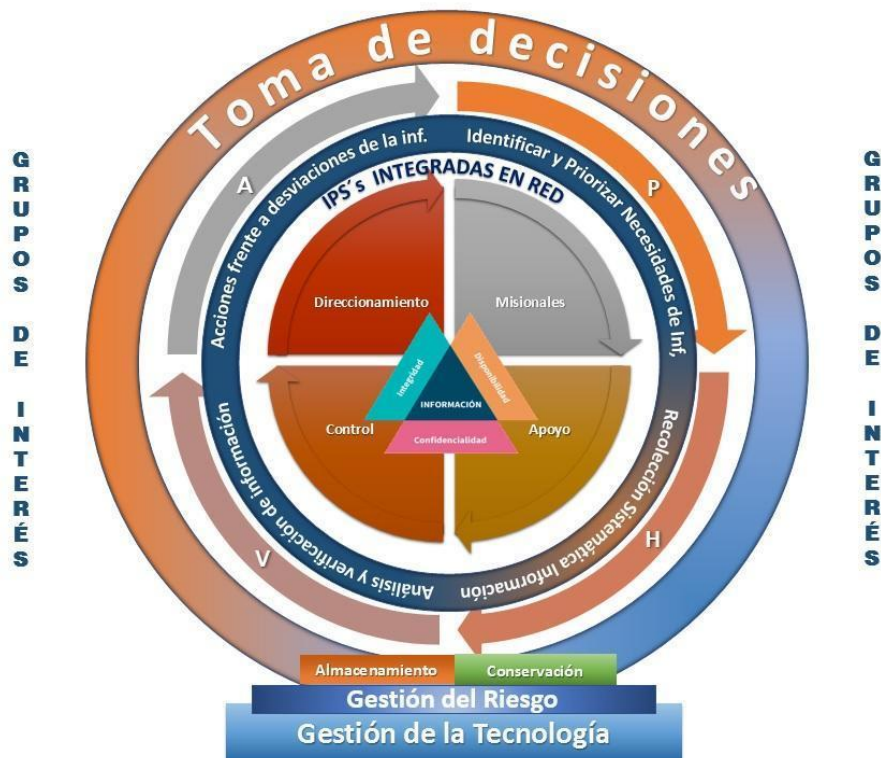 Toma de decisiones
GRUPOS DE INTERÉS
GRUPOS DE INTERÉS
A
P
Acciones frente a desviaciones de la inf.
Identificar y Priorizar Necesidades de Inf,
IPS´s INTEGRADAS EN RED
Direccionamiento
Misionales
Integridad
Disponibilidad
INFORMACIÓN
Confidencialidad
Control
Apoyo
Análisis y verificación de información
Recolección Sistemática Información
V
H
Almacenamiento
Conservación
Gestión del Riesgo
Gestión de la Tecnología